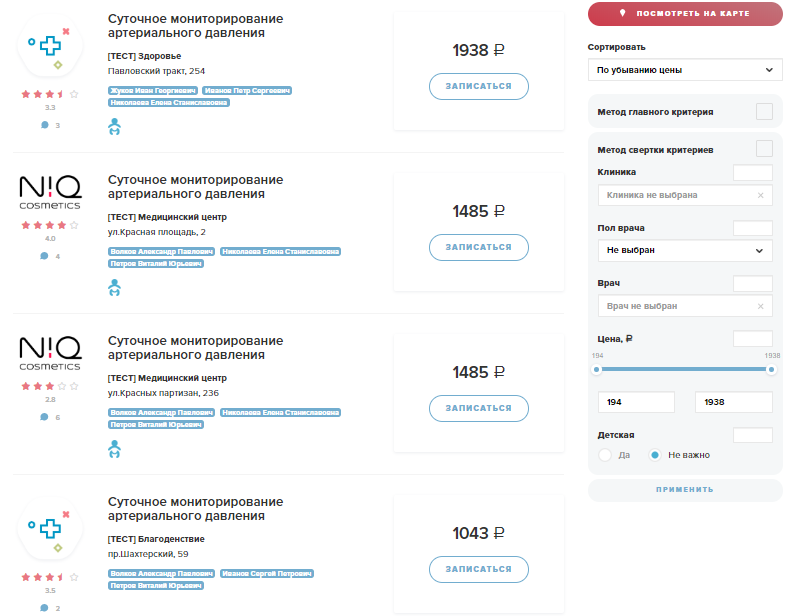 Суточное мониторирование
артериального давления
[ТЕСТ] Здоровье
Павловский тракт, 254
Жуков Иван Георгиевич Иванов Петр Сергеевич
Николаева Елена Станиславовна
3.3
3
1938 ₽
ЗАПИСАТЬСЯ
N!Q
COSMETICS
4.0
4
Суточное мониторирование
артериального давления
[ТЕСТ] Медицинский центр
ул.Красная площадь, 2
Волков Александр Павлович Николаева Елена Станиславовна
Петров Виталий Юрьевич
1485 ₽
ЗАПИСАТЬСЯ
N!Q
COSMETICS
2.8
6
Суточное мониторирование
артериального давления
[ТЕСТ] Медицинский центр
ул.Красных партизан, 236
Волков Александр Павлович Николаева Елена Станиславовна
Петров Виталий Юрьевич
1485 ₽
ЗАПИСАТЬСЯ
Суточное мониторирование
артериального давления
[ТЕСТ] Благоденствие
пр.Шахтерский, 59
Волков Александр Павлович Иванов Сергей Петрович
Петров Виталий Юрьевич
3.5
2
1043 ₽
ЗАПИСАТЬСЯ
ПОСМОТРЕТЬ НА КАРТЕ
Сортировать
По убыванию цены
Метод главного критерия
Метод свертки критериев
Клиника
Клиника не выбрана ×
Пол врача
Не выбран
Врач
Врач не выбран ×
Цена, ₽
194 1938
194 1938
Детская
Да Не важно
ПРИМЕНИТЬ